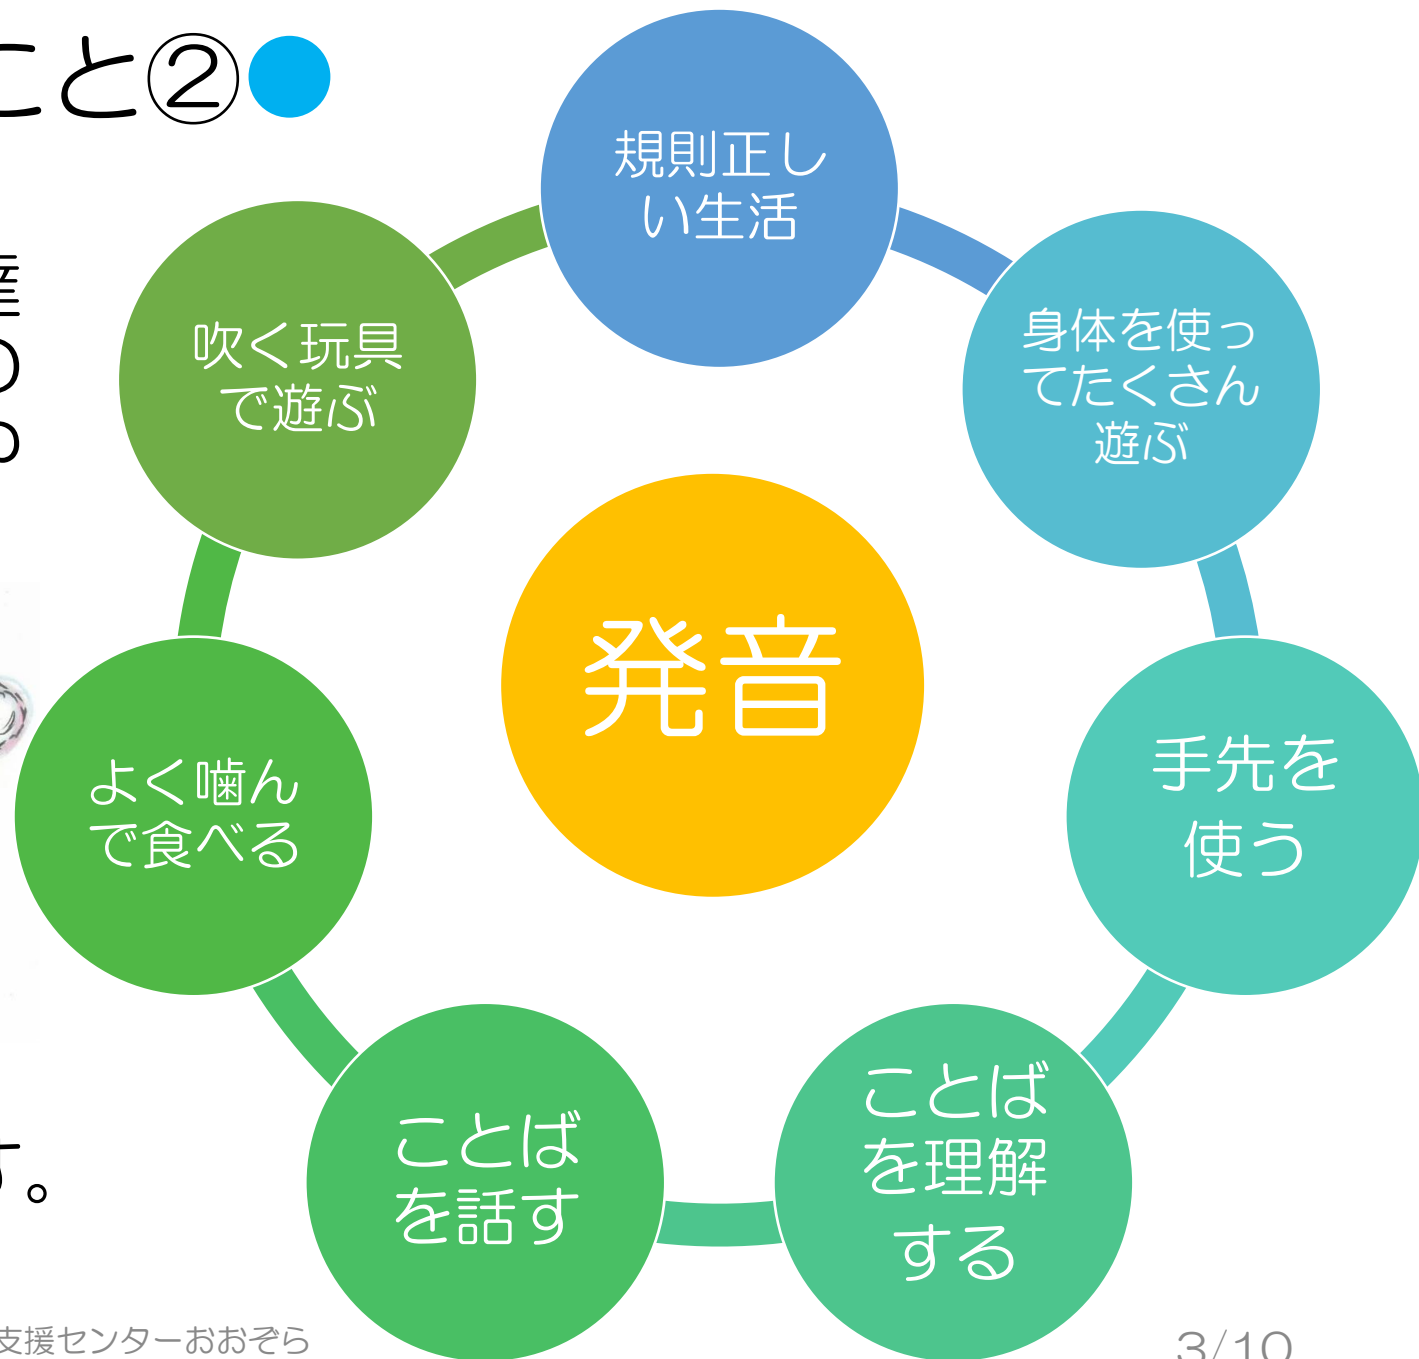 こと②
規則正し
い生活
身体を使っ
てたくさん
遊ぶ
手先を
使う
ことば
を理解
する
ことば
を話す
よく噛ん
で食べる
吹く玩具
で遊ぶ
発音
す。
支援センターおおぞら
3/10